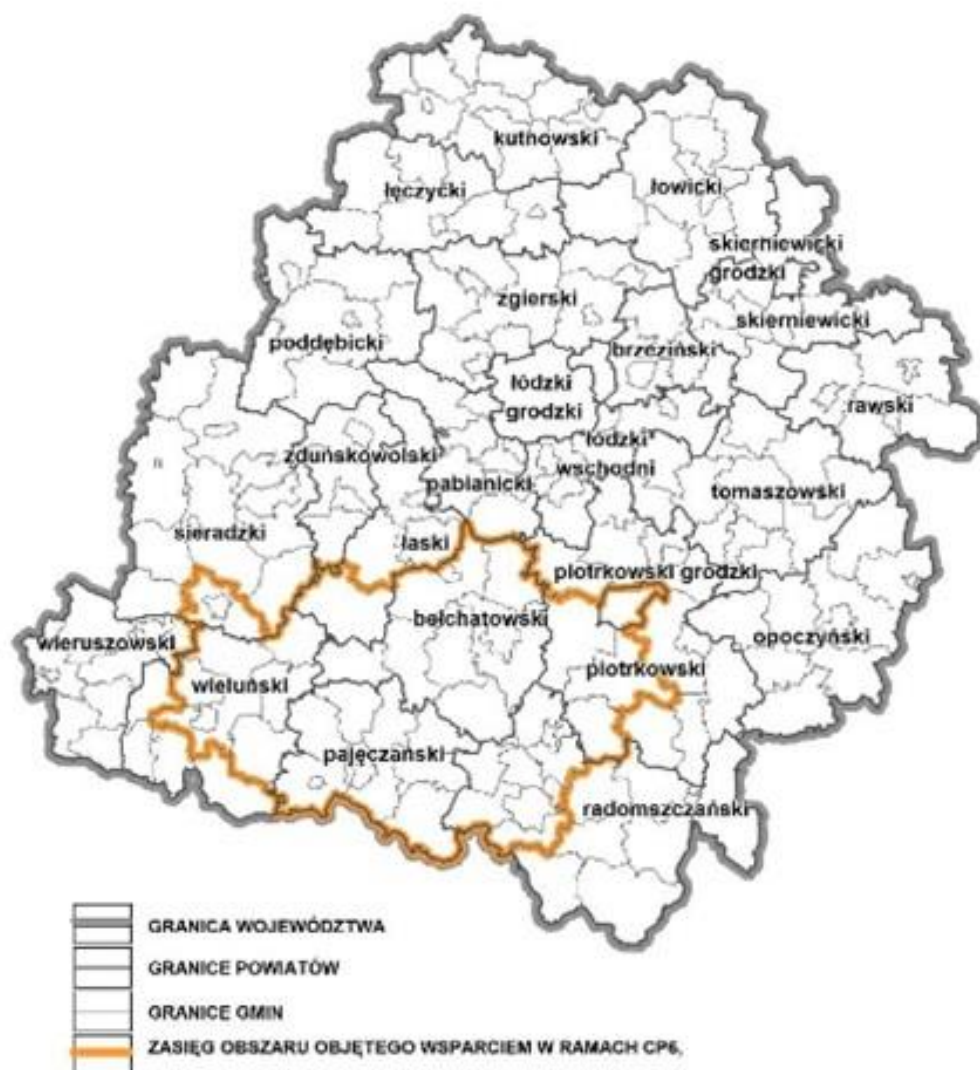 kutnowski
łęczycki
łowicki
skierniewicki
grodzki
zgierski
skierniewicki
poddębicki
brzeziński
łódzki
grodzki
rawski
łódzki
wschodni
zduńskowolski
pabianicki
tomaszowski
sieradzki
łaski
piotrkowski grodzki
bełchatowski
opoczyński
wieruszowski
piotrkowski
wieluński
pajęczański
radomszczański
GRANICA WOJEWÓDZTWA
GRANICE POWIATÓW
GRANICE GMIN
ZASIĘG OBSZARU OBJĘTEGO WSPARCIEM W RAMACH CP6,